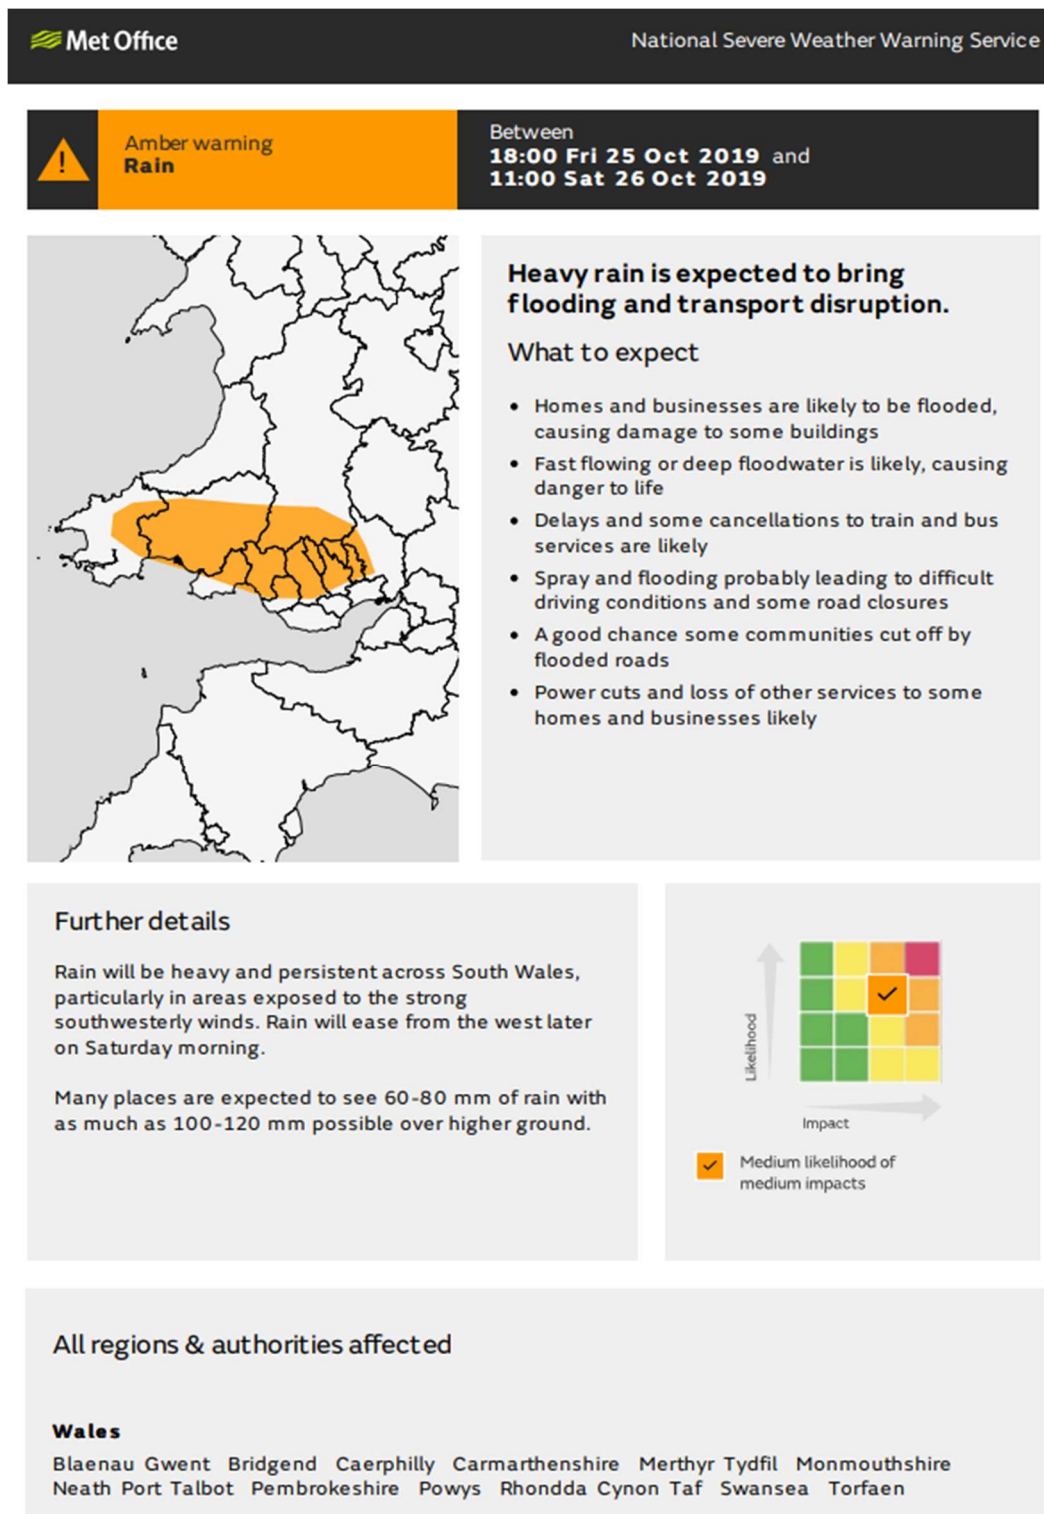 Met Office
National Severe Weather Warning Service
Amber warning
Rain
Between
18:00 Fri 25 Oct 2019 and
11:00 Sat 26 Oct 2019
Heavy rain is expected to bring
flooding and transport disruption.
What to expect
• Homes and businesses are likely to be flooded,
causing damage to some buildings
• Fast flowing or deep floodwater is likely, causing
danger to life
• Delays and some cancellations to train and bus
services are likely
• Spray and flooding probably leading to difficult
driving conditions and some road closures
• A good chance some communities cut off by
flooded roads
• Power cuts and loss of other services to some
homes and businesses likely
Further details
Rain will be heavy and persistent across South Wales,
particularly in areas exposed to the strong
southwesterly winds. Rain will ease from the west later
on Saturday morning.
Many places are expected to see 60-80 mm of rain with
as much as 100-120 mm possible over higher ground.
Likelihood
Impact
Medium likelihood of
medium impacts
All regions & authorities affected
Wales
Blaenau Gwent Bridgend Caerphilly Carmarthenshire Merthyr Tydfil Monmouthshire
Neath Port Talbot Pembrokeshire Powys Rhondda Cynon Taf Swansea Torfaen